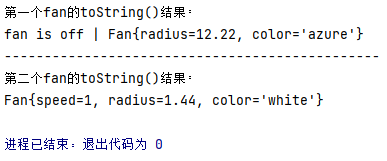 第一个fan的toString()结果：
fan is off | Fan{radius=12.22, color='azure'}
-----------------------------------------------
第二个fan的toString()结果：
Fan{speed=1, radius=1.44, color='white'}
进程已结束：退出代码为 0